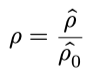 ρ = ρ̂ / ρ̂₀